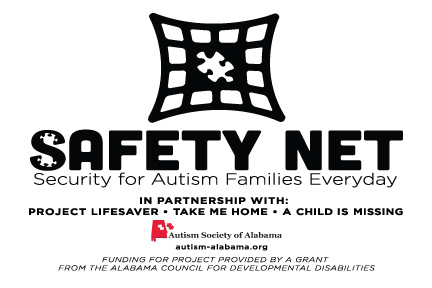 SAFETY NET
Security for Autism Families Everyday
IN PARTNERSHIP WITH:
PROJECT LIFESAVER • TAKE ME HOME • A CHILD IS MISSING
Autism Society of Alabama
autism-alabama.org
FUNDING FOR PROJECT PROVIDED BY A GRANT
FROM THE ALABAMA COUNCIL FOR DEVELOPMENTAL DISABILITIES